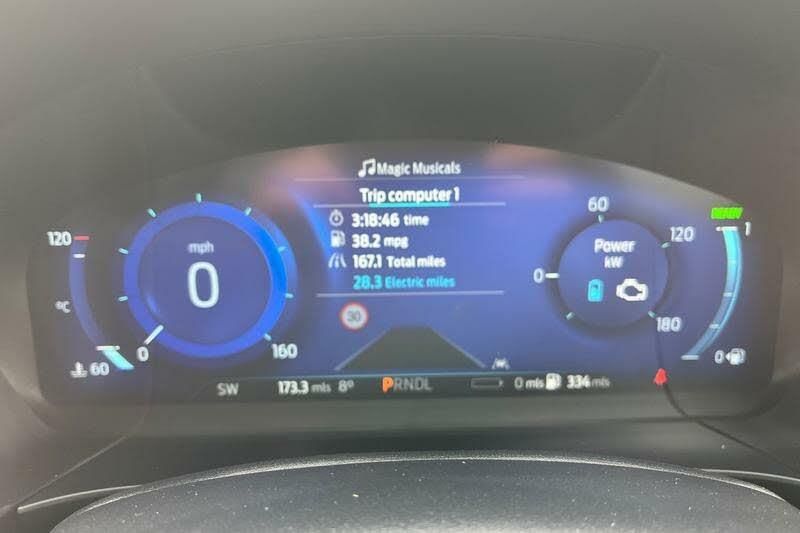 Magic Musicals
Trip computer 1
3:18:46 time
38.2 mpg
167.1 Total miles
28.3 Electric miles
120
°C
60
mph
0
0
160
30
60
120
Power
kW
0
180
READY
1
0
SW 173.3 mls 8° PRNDL 0 mls 334 mls